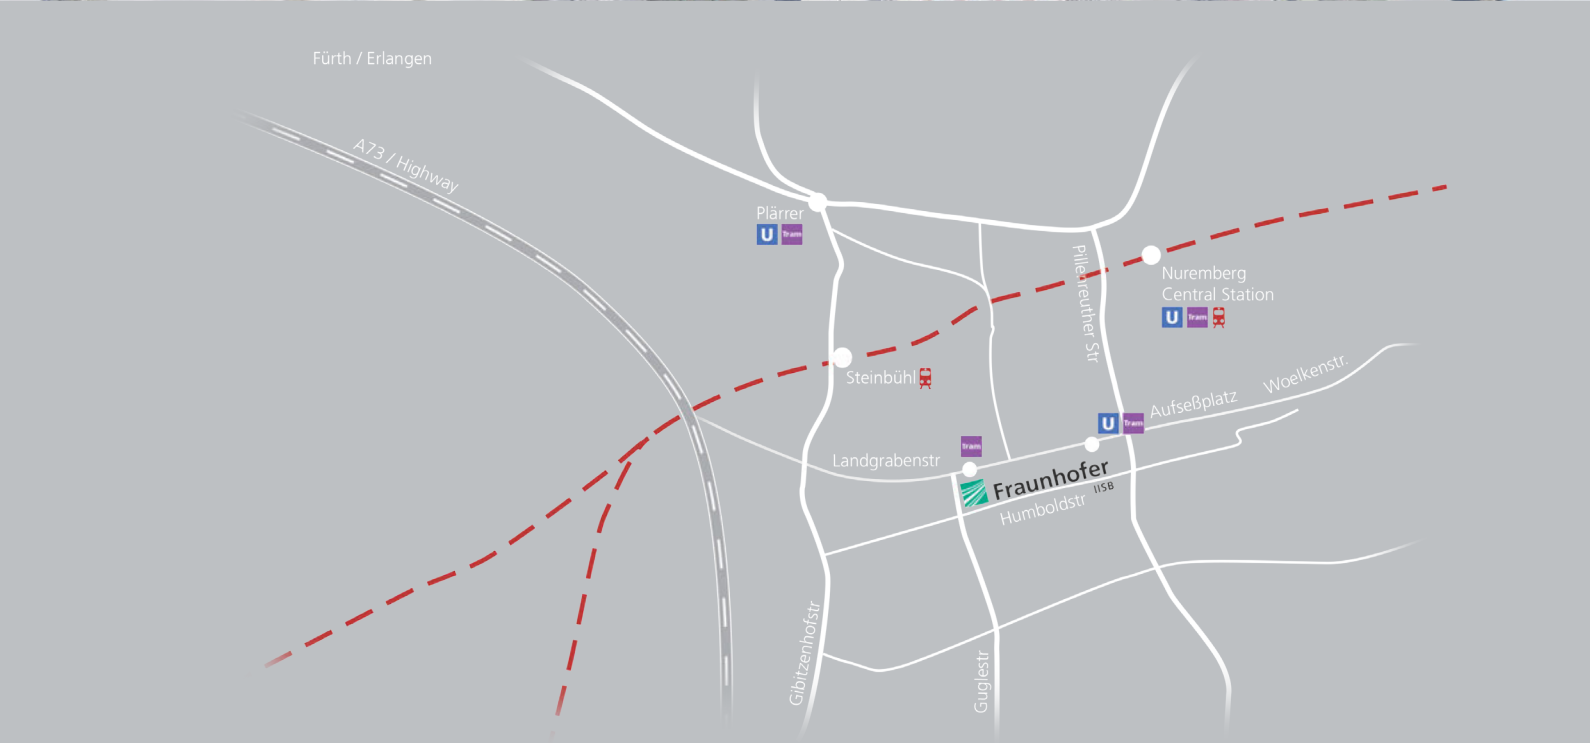 Fürth / Erlangen
A73 / Highway
Plärrer
U Tram
Pillenreuther Str
Nuremberg
Central Station
U Tram
Steinbühl
Woelkenstr.
Aufseßplatz
U Tram
Tram
Landgrabenstr
Fraunhofer
IISB
Humboldstr
Gibitzenhofstr
Guglestr